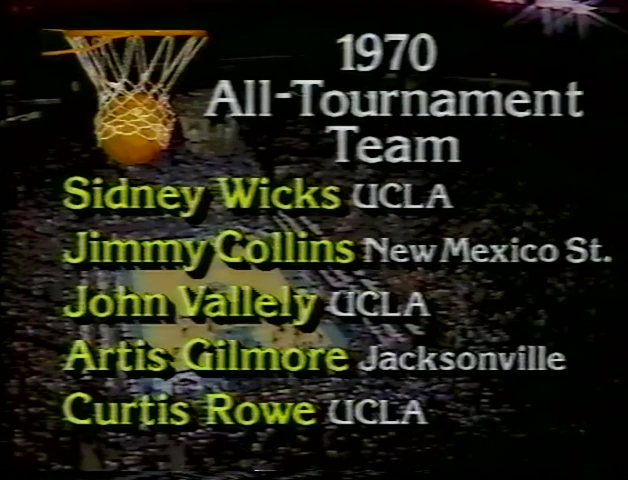 1970
All-Tournament
Team
Sidney Wicks UCLA
Jimmy Collins New Mexico St.
John Vallely UCLA
Artis Gilmore Jacksonville
Curtis Rowe UCLA